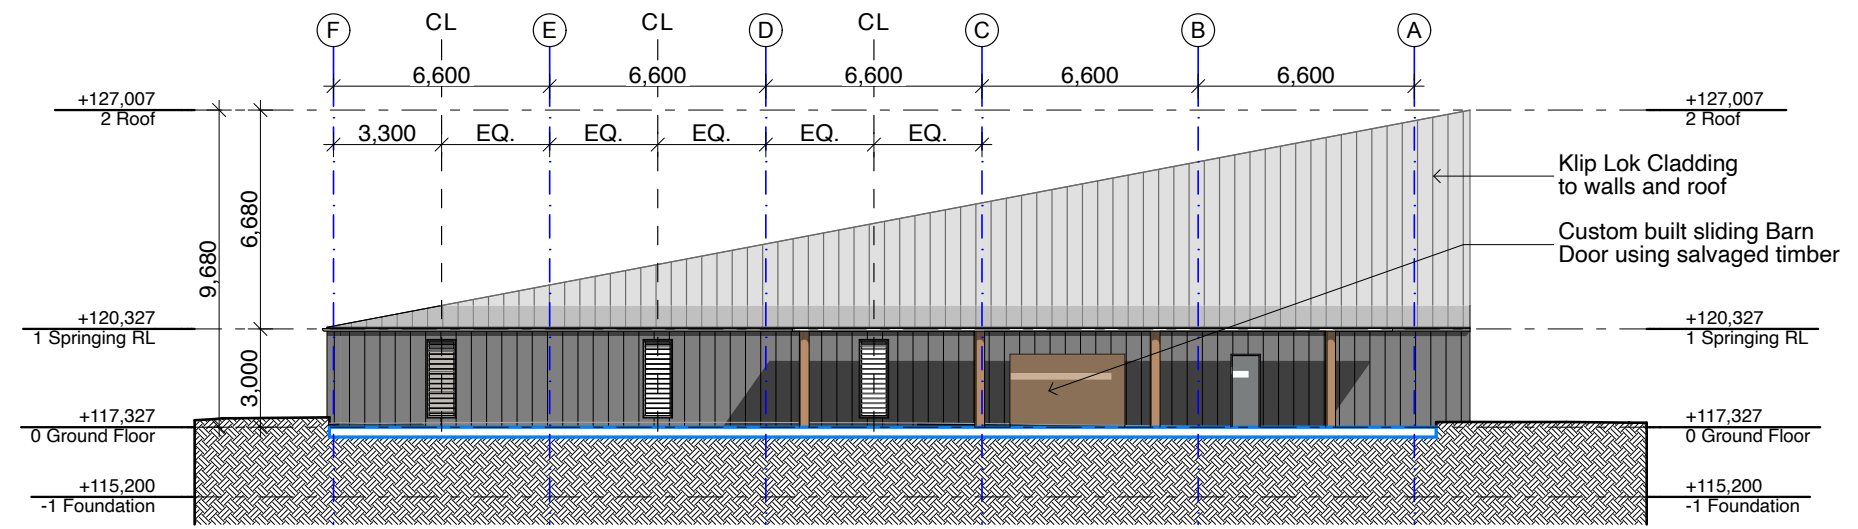 F CL E CL D CL C B A
6,600 6,600 6,600 6,600 6,600
+127,007
2 Roof
+127,007
2 Roof
3,300 EQ. EQ. EQ. EQ. EQ.
Klip Lok Cladding
to walls and roof
Custom built sliding Barn
Door using salvaged timber
9,680
6,680
3,000
+120,327
1 Springing RL
+120,327
1 Springing RL
+117,327
0 Ground Floor
+117,327
0 Ground Floor
+115,200
-1 Foundation
+115,200
-1 Foundation